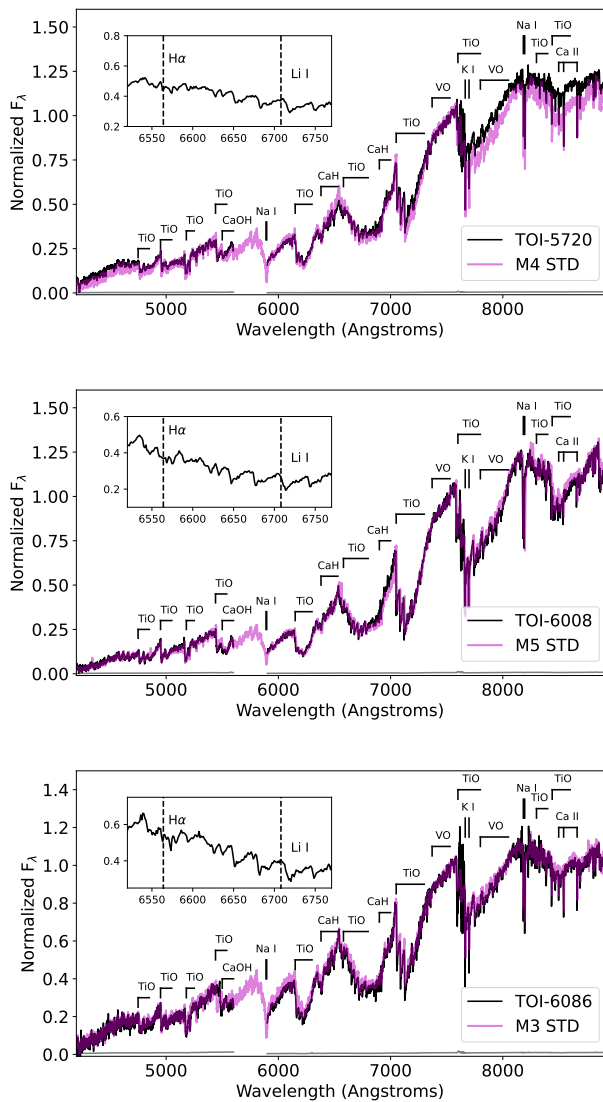 Normalized Fλ
1.50
1.25
1.00
0.75
0.50
0.25
0.00
0.8
0.6
0.4
0.2
Hα
Li I
6550 6600 6650 6700 6750
Na I
TiO
TiO
TiO
K I
Ca II
VO
VO
TiO
CaH
TiO
CaH
TiO
Na I
TiO
TiO
CaOH
TiO
TiO
TiO
TOI-5720
M4 STD
5000 6000 7000 8000
Wavelength (Angstroms)
Normalized Fλ
1.50
1.25
1.00
0.75
0.50
0.25
0.00
0.6
0.4
0.2
Hα
Li I
6550 6600 6650 6700 6750
Na I
TiO
TiO
TiO
K I
Ca II
VO
VO
TiO
CaH
TiO
CaH
TiO
Na I
TiO
TiO
CaOH
TiO
TiO
TiO
TOI-6008
M5 STD
5000 6000 7000 8000
Wavelength (Angstroms)
Normalized Fλ
1.4
1.2
1.0
0.8
0.6
0.4
0.2
0.0
0.6
0.4
Hα
Li I
6550 6600 6650 6700 6750
TiO
TiO
Na I
TiO
K I
Ca II
VO
VO
TiO
CaH
CaH
TiO
TiO
Na I
TiO
CaOH
TiO
TiO
TiO
TOI-6086
M3 STD
5000 6000 7000 8000
Wavelength (Angstroms)